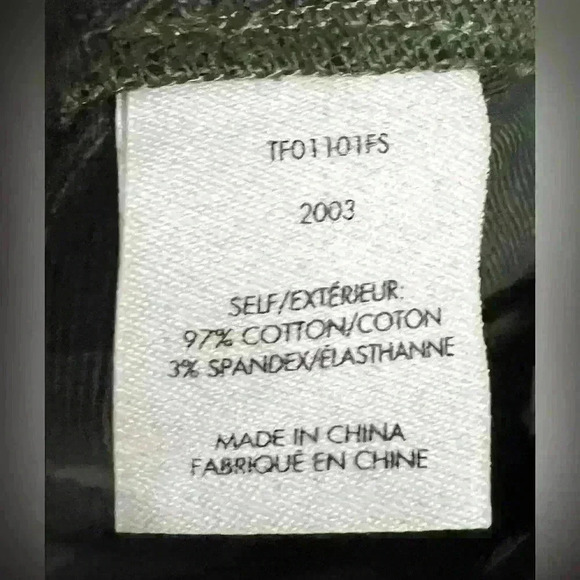 TF01101FS
2003
SELF/EXTÉRIEUR:
97% COTTON/COTON
3% SPANDEX/ÉLASTHANNE
MADE IN CHINA
FABRIQUÉ EN CHINE